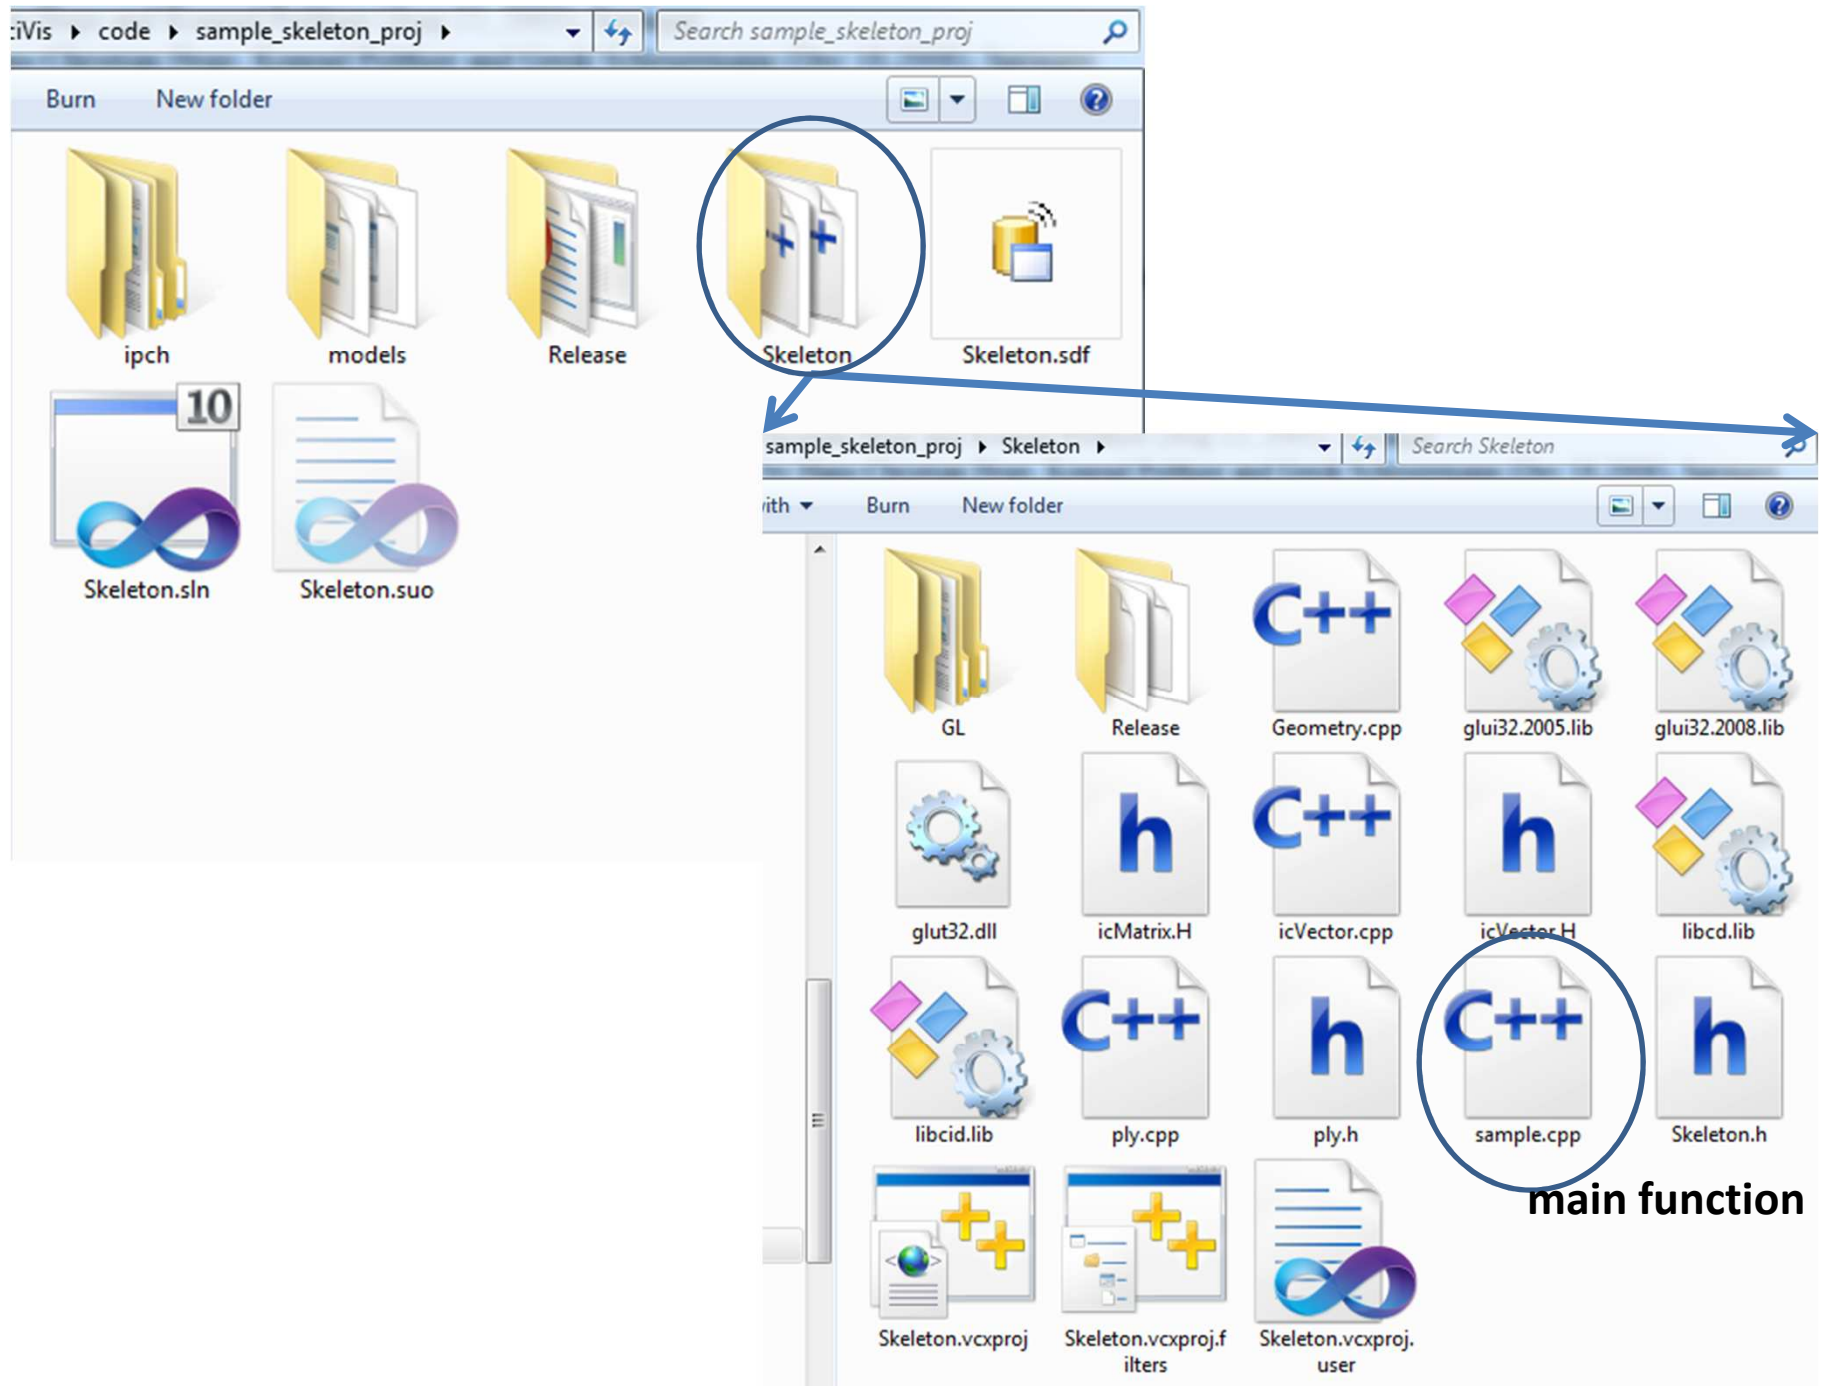 iVis ▸ code ▸ sample_skeleton_proj ▸
Search sample_skeleton_proj
Burn New folder
ipch models Release Skeleton Skeleton.sdf
10
Skeleton.sln Skeleton.suo
sample_skeleton_proj ▸ Skeleton ▸
Search Skeleton
ith Burn New folder
C++
GL Release Geometry.cpp glui32.2005.lib glui32.2008.lib
h C++ h
glut32.dll icMatrix.H icVector.cpp icVector.H libcd.lib
C++ h C++ h
libcid.lib ply.cpp ply.h sample.cpp Skeleton.h
main function
Skeleton.vcxproj Skeleton.vcxproj.f Skeleton.vcxproj.
ilters user